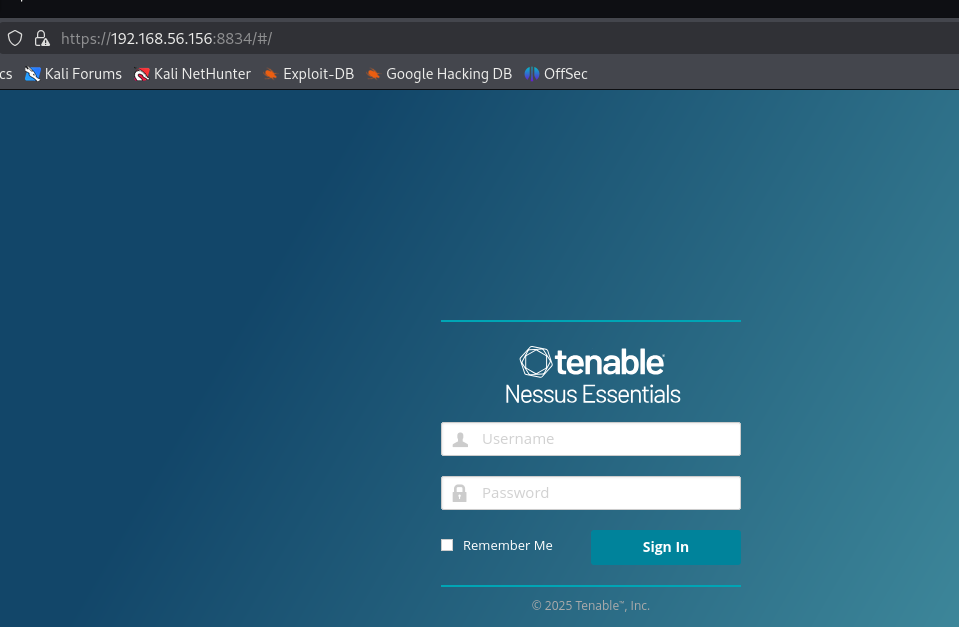 https://192.168.56.156:8834/#/
cs Kali Forums Kali NetHunter Exploit-DB Google Hacking DB OffSec
tenable
Nessus Essentials
Username
Password
Remember Me Sign In
© 2025 Tenable™, Inc.